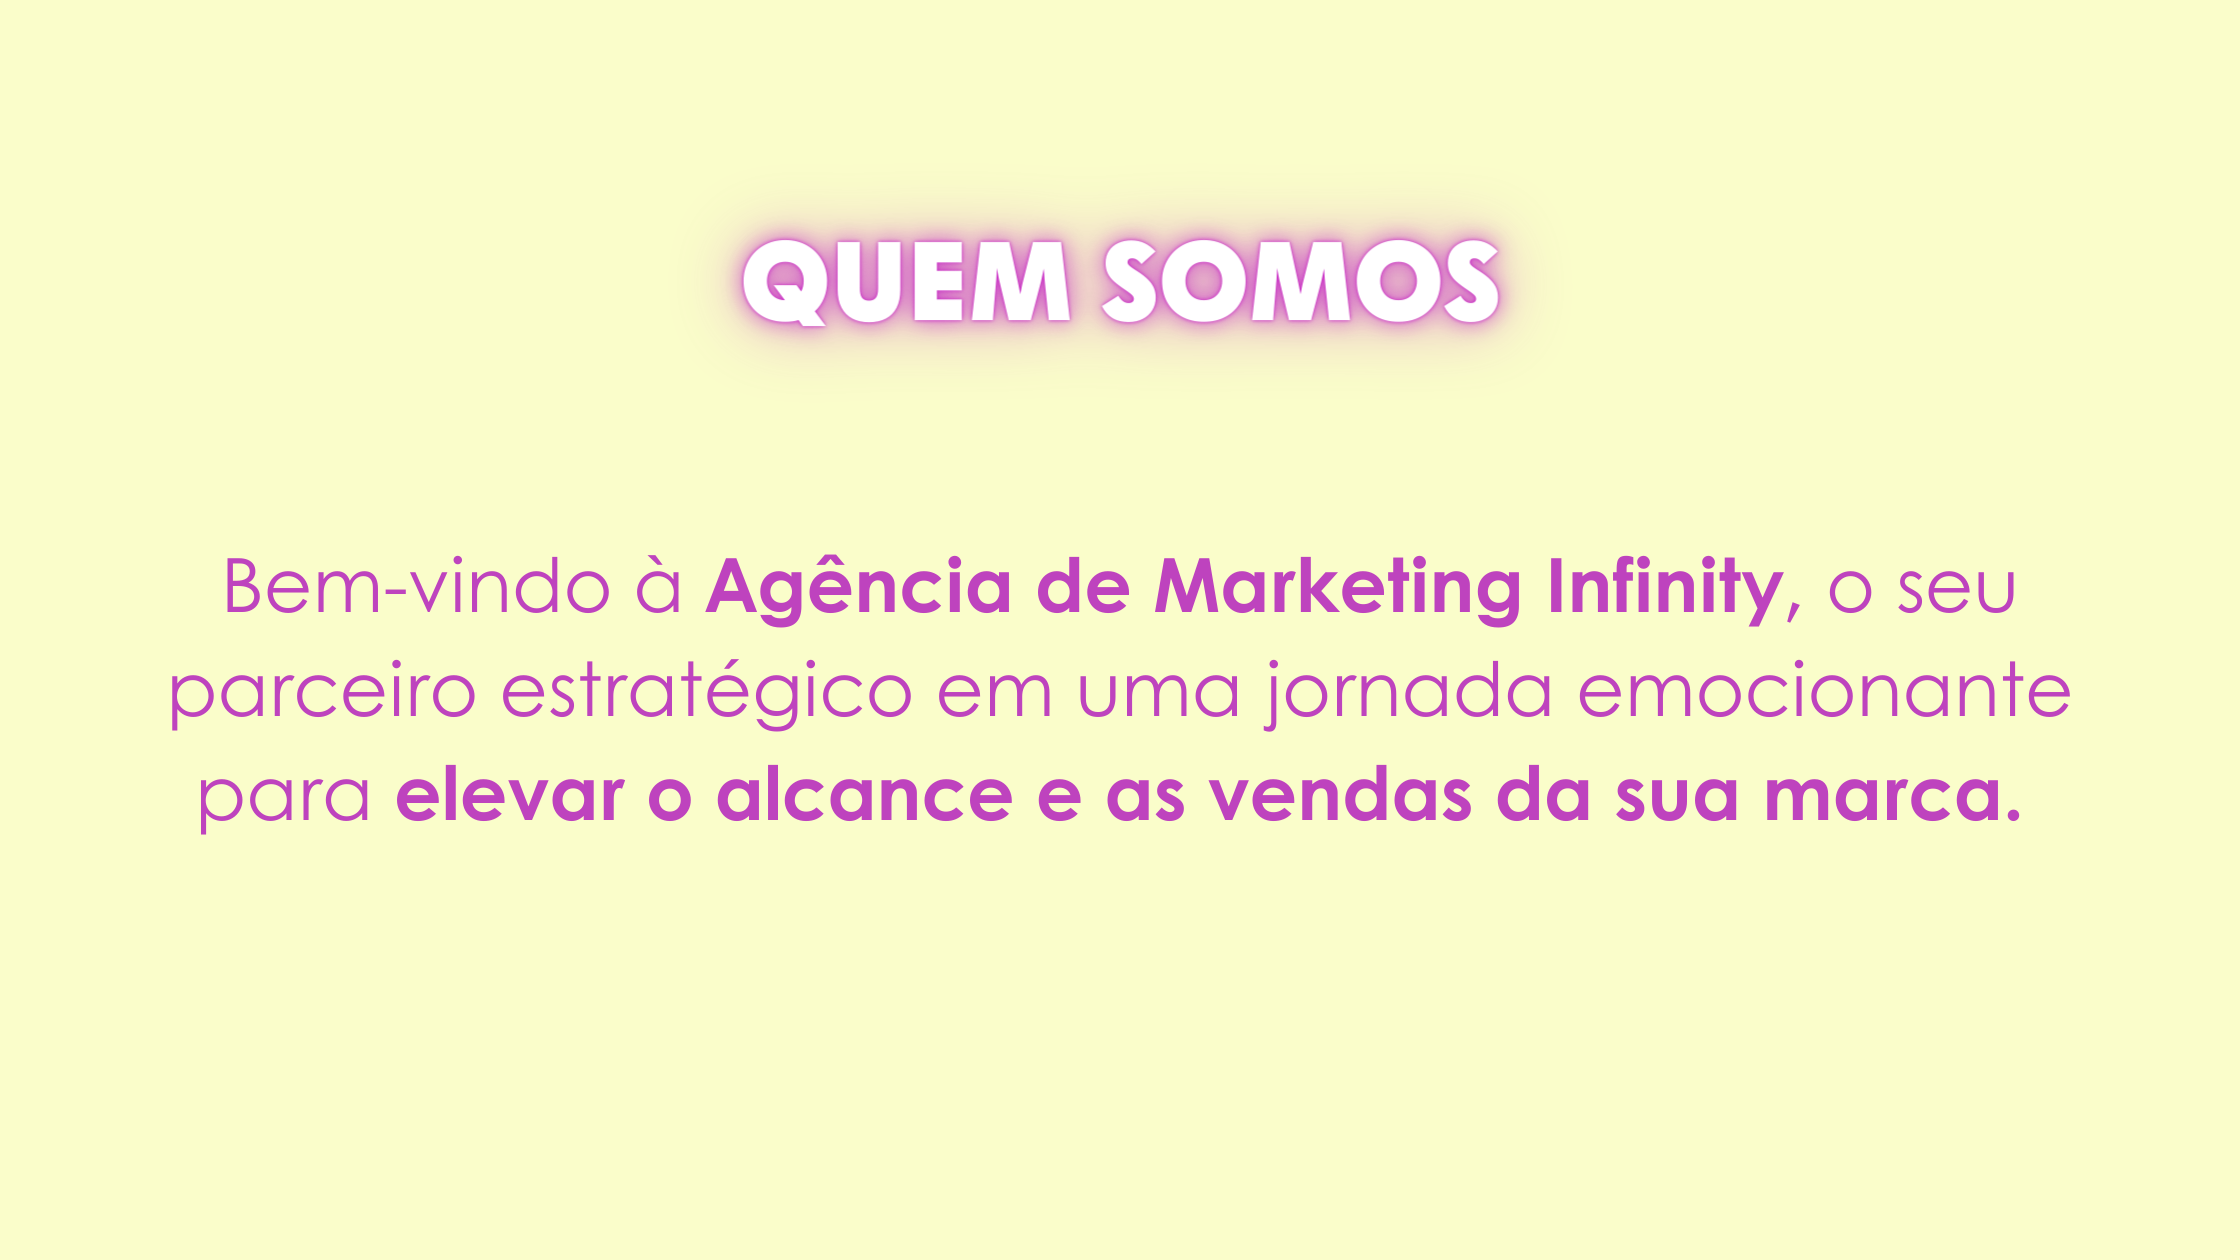 QUEM SOMOS
Bem-vindo à Agência de Marketing Infinity, o seu
parceiro estratégico em uma jornada emocionante
para elevar o alcance e as vendas da sua marca.